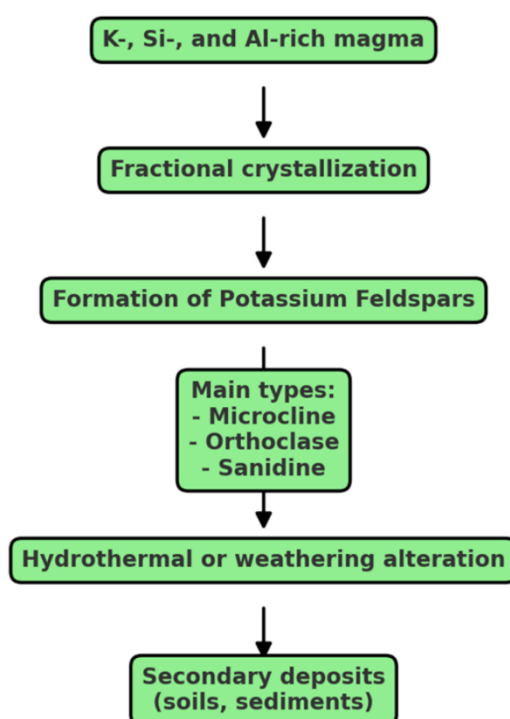 K-, Si-, and Al-rich magma
Fractional crystallization
Formation of Potassium Feldspars
Main types:
- Microcline
- Orthoclase
- Sanidine
Hydrothermal or weathering alteration
Secondary deposits
(soils, sediments)